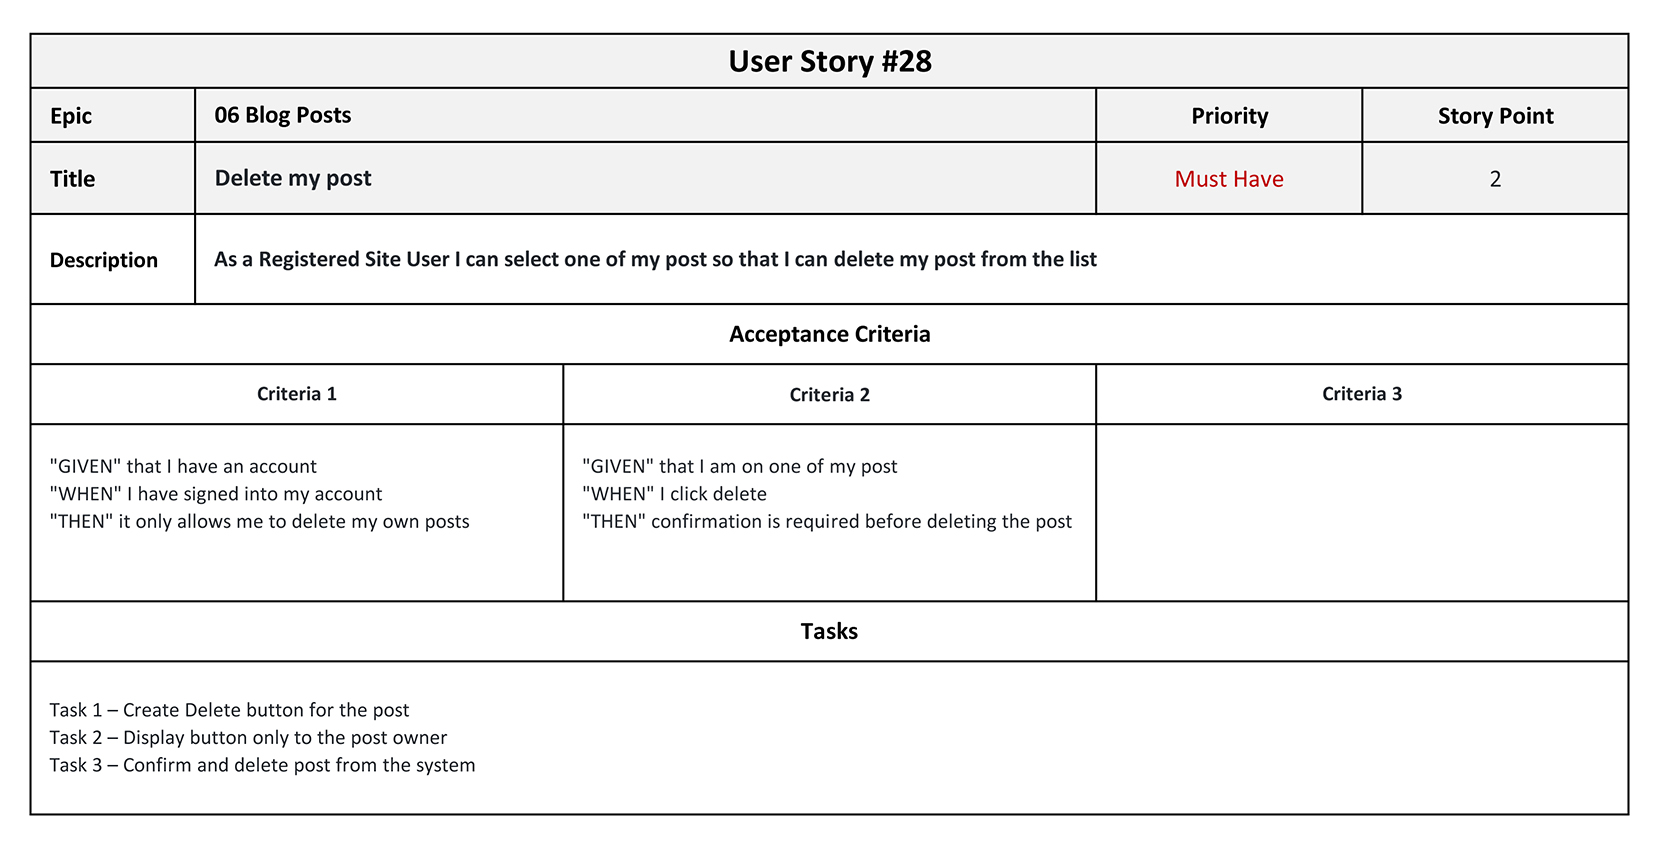 User Story #28
Epic
06 Blog Posts
Priority
Story Point
Title
Delete my post
Must Have
2
Description
As a Registered Site User I can select one of my post so that I can delete my post from the list
Acceptance Criteria
Criteria 1
Criteria 2
Criteria 3
"GIVEN" that I have an account
"WHEN" I have signed into my account
"THEN" it only allows me to delete my own posts
"GIVEN" that I am on one of my post
"WHEN" I click delete
"THEN" confirmation is required before deleting the post
Tasks
Task 1 – Create Delete button for the post
Task 2 – Display button only to the post owner
Task 3 – Confirm and delete post from the system